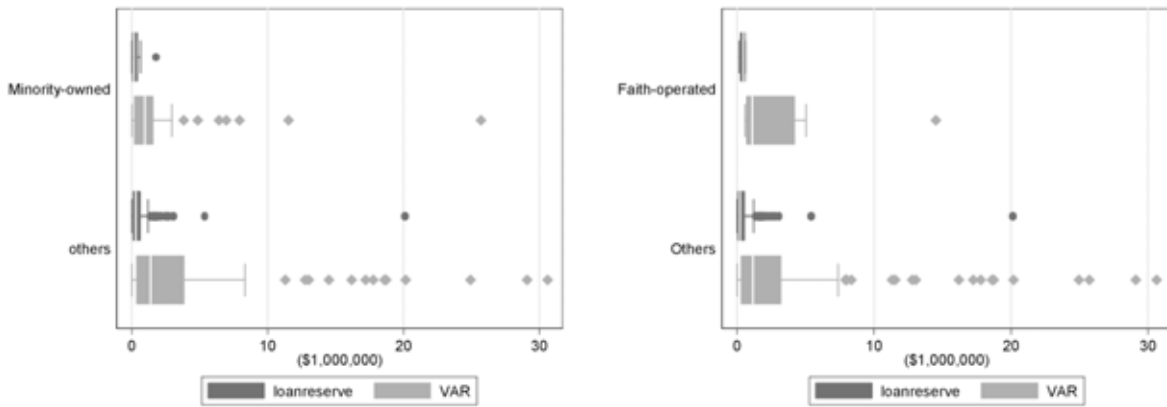 Minority-owned
others
0 10 20 30
($1,000,000)
loanreserve VAR
Faith-operated
Others
0 10 20 30
($1,000,000)
loanreserve VAR